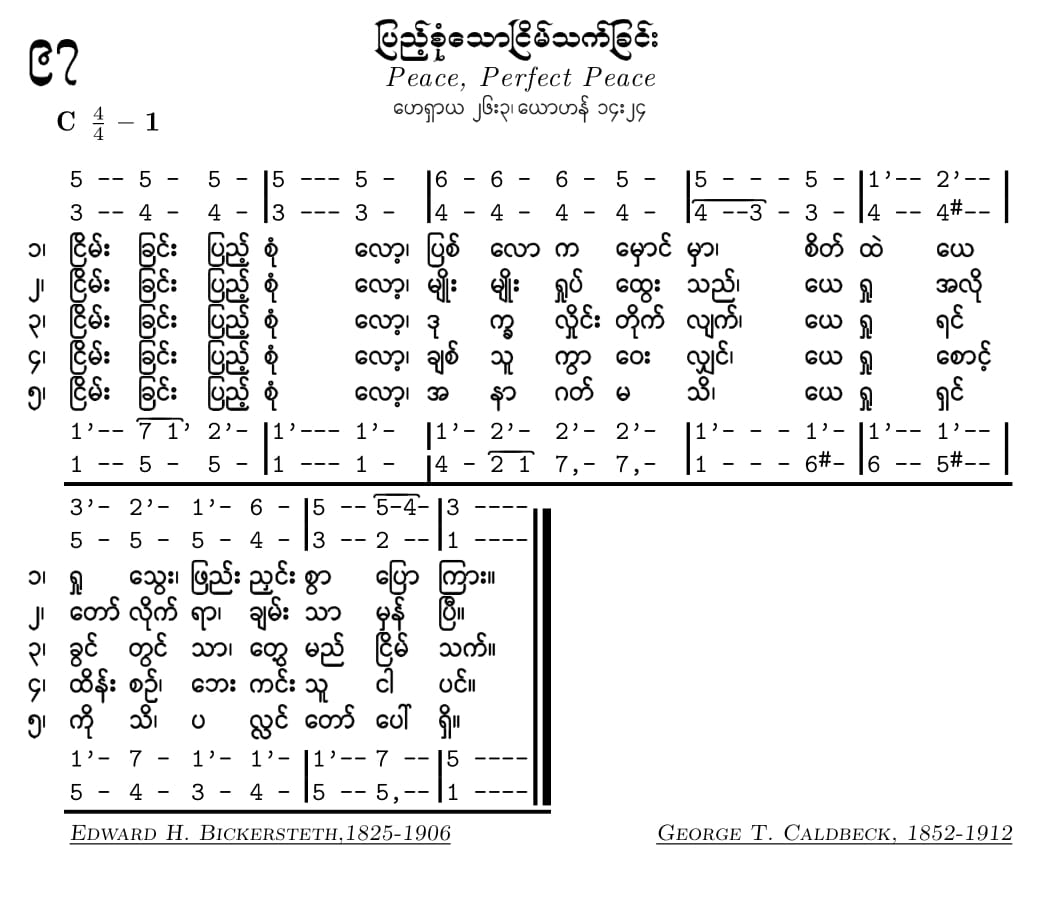 ၉၇
ပြည့်စုံသောငြိမ်သက်ခြင်း
Peace, Perfect Peace
ဟေရှာယ ၂၆း၃၊ ယောဟန် ၁၄း၂၄
C 4/4 – 1
5 -- 5 - 5 - |5 --- 5 - |6 - 6 - 6 - 5 - |5 - - - 5 - |1’-- 2’-- |
3 -- 4 - 4 - |3 --- 3 - |4 - 4 - 4 - 4 - |4 --3 - 3 - |4 -- 4#-- |
၁၊ ငြိမ်း ခြင်း ပြည့် စုံ လော့၊ ပြစ် လော က မှောင် မှာ၊ စိတ် ထဲ ယေ
၂၊ ငြိမ်း ခြင်း ပြည့် စုံ လော့၊ မျိုး မျိုး ရှုပ် ထွေး သည်၊ ယေ ရှု အလို
၃၊ ငြိမ်း ခြင်း ပြည့် စုံ လော့၊ ဒု က္ခ လှိုင်း တိုက် လျက်၊ ယေ ရှု ရင်
၄၊ ငြိမ်း ခြင်း ပြည့် စုံ လော့၊ ချစ် သူ ကွာ ဝေး လျှင်၊ ယေ ရှု စောင့်
၅၊ ငြိမ်း ခြင်း ပြည့် စုံ လော့၊ အ နာ ဂတ် မ သိ၊ ယေ ရှု ရှင်
1’-- 7 1’ 2’- |1’--- 1’- |1’- 2’- 2’- 2’- |1’- - - 1’- |1’-- 1’-- |
1 -- 5 - 5 - |1 --- 1 - |4 - 2 1 7,- 7,- |1 - - - 6#- |6 -- 5#-- |
3’- 2’- 1’- 6 - |5 -- 5-4- |3 ----
5 - 5 - 5 - 4 - |3 -- 2 -- |1 ----
၁၊ ရှု သွေး၊ ဖြည်း ညှင်း စွာ ပြော ကြား။
၂၊ တော် လိုက် ရာ၊ ချမ်း သာ မှန် ပြီ။
၃၊ ခွင် တွင် သာ၊ တွေ့ မည် ငြိမ် သက်။
၄၊ ထိန်း စဉ်၊ ဘေး ကင်း သူ ငါ ပင်။
၅၊ ကို သိ၊ ပ လ္လင် တော် ပေါ် ရှိ။
1’- 7 - 1’- 1’- |1’-- 7 -- |5 ----
5 - 4 - 3 - 4 - |5 -- 5,-- |1 ----
EDWARD H. BICKERSTETH,1825-1906 GEORGE T. CALDBECK, 1852-1912